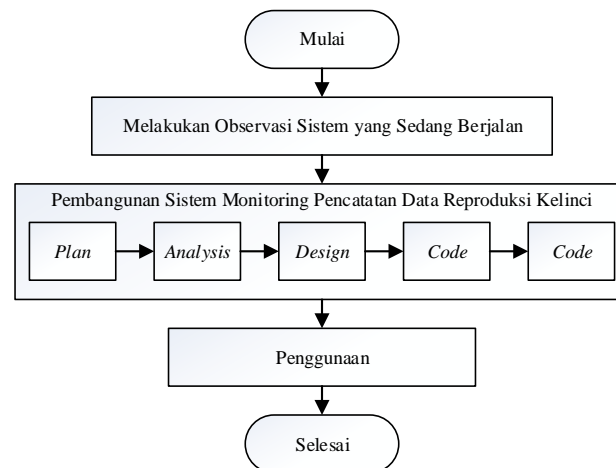 Mulai
Melakukan Observasi Sistem yang Sedang Berjalan
Pembangunan Sistem Monitoring Pencatatan Data Reproduksi Kelinci
Plan
Analysis
Design
Code
Code
Penggunaan
Selesai